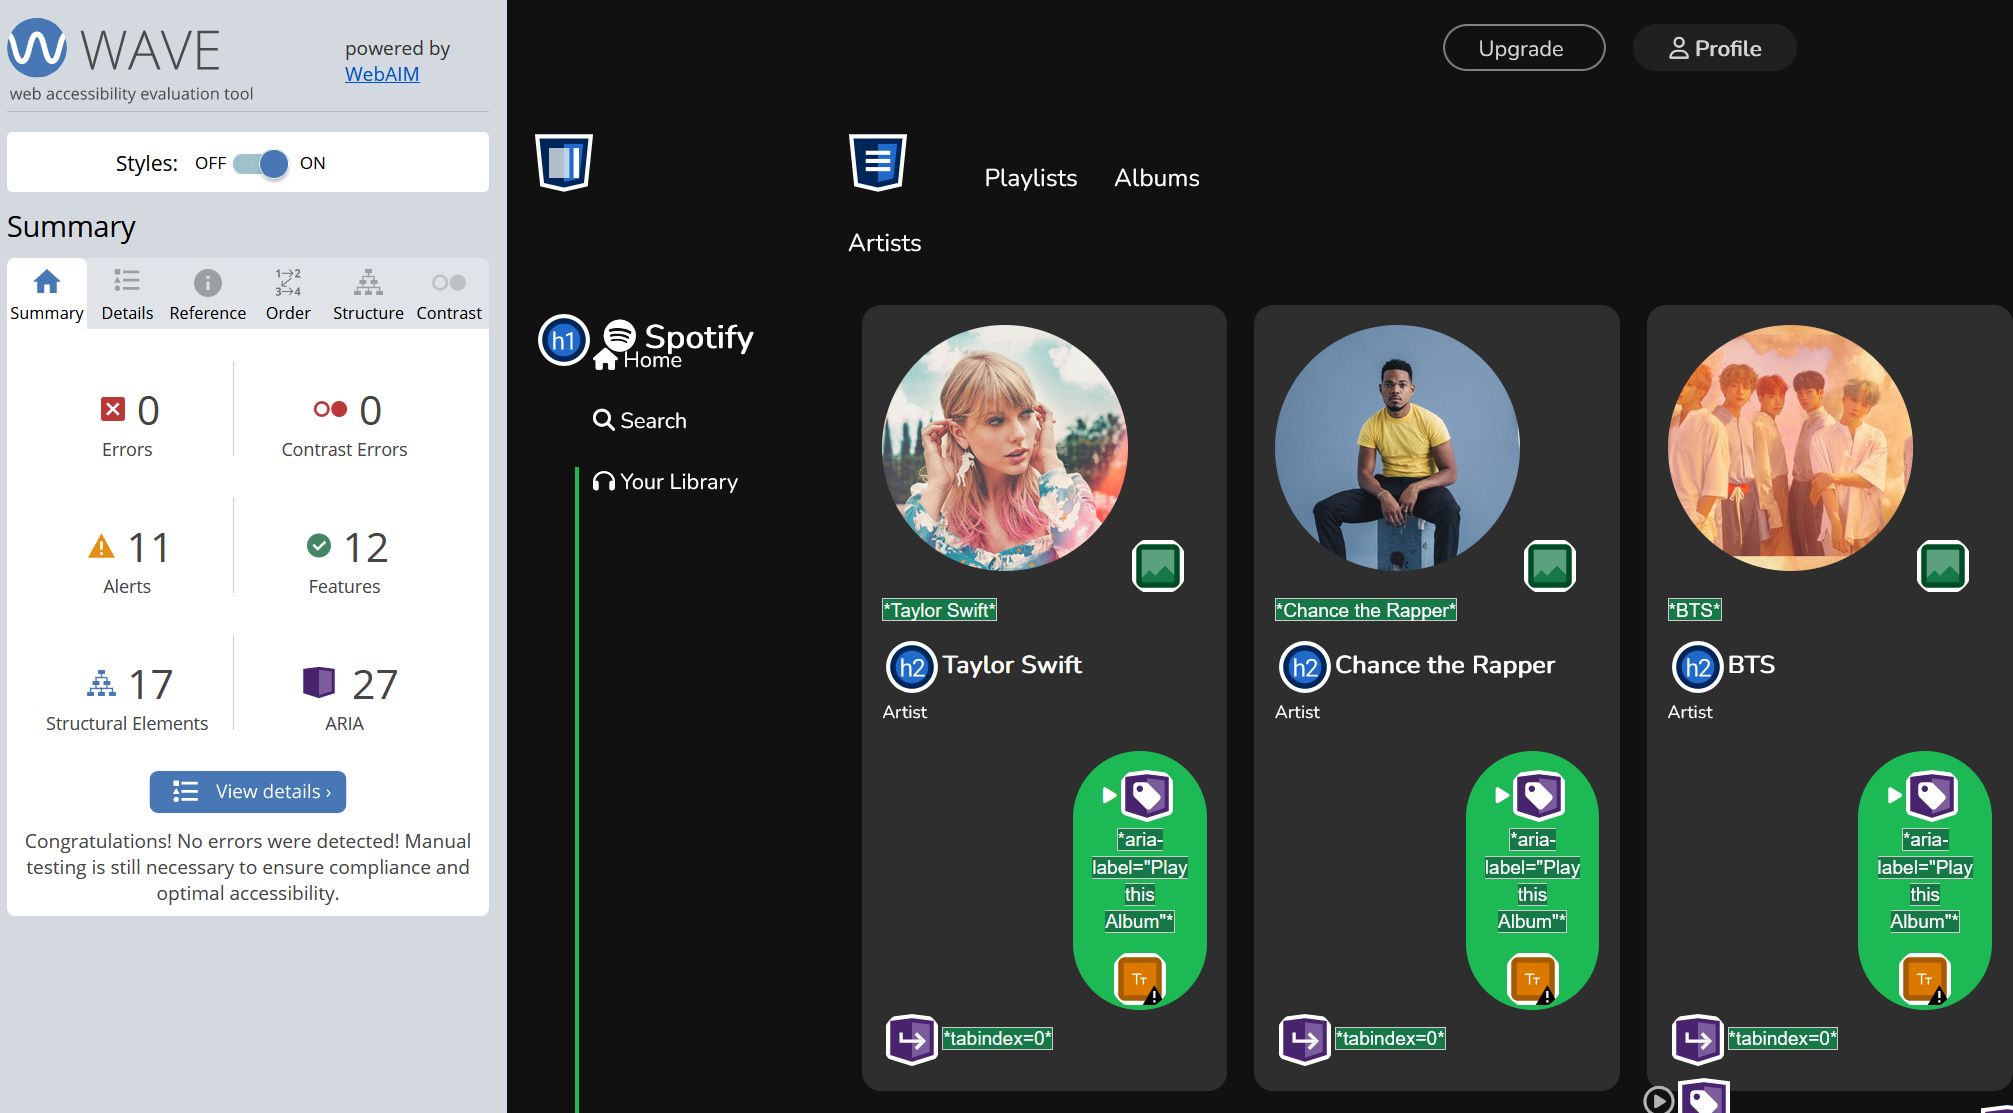 WAVE
powered by
WebAIM
web accessibility evaluation tool
Styles: OFF ON
Summary
Summary Details Reference Order Structure Contrast
0
Errors
0
Contrast Errors
11
Alerts
12
Features
17
Structural Elements
27
ARIA
View details ›
Congratulations! No errors were detected! Manual
testing is still necessary to ensure compliance and
optimal accessibility.
Upgrade
Profile
Playlists Albums
Artists
h1 Spotify
Home
Search
Your Library
*Taylor Swift*
h2 Taylor Swift
Artist
*aria-
label="Play
this
Album"*
TT
*tabindex=0*
*Chance the Rapper*
h2 Chance the Rapper
Artist
*aria-
label="Play
this
Album"*
TT
*tabindex=0*
*BTS*
h2 BTS
Artist
*aria-
label="Play
this
Album"*
TT
*tabindex=0*